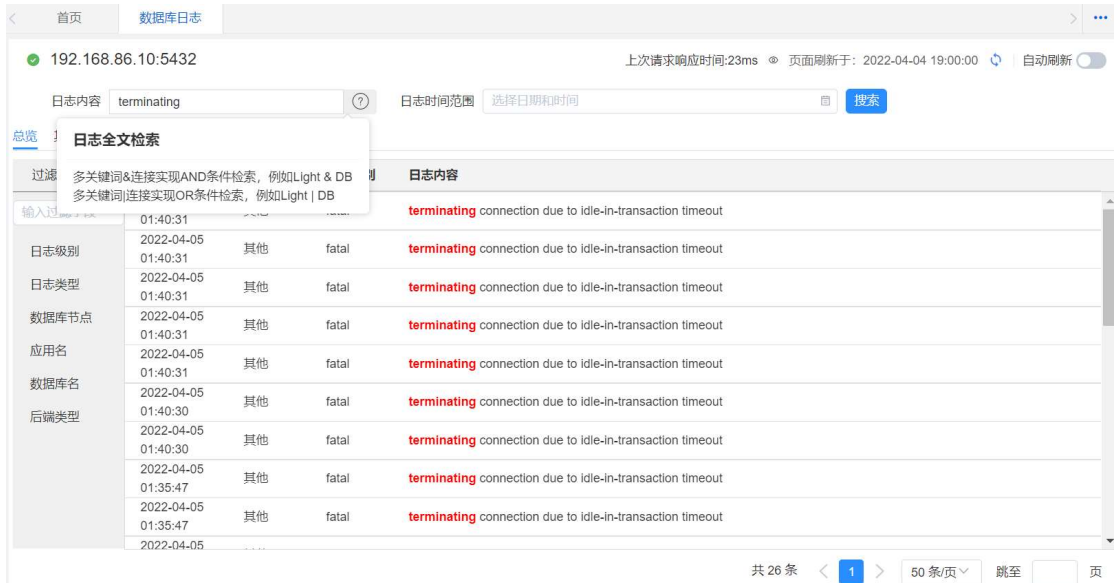 首页 数据库日志
192.168.86.10:5432 上次请求响应时间:23ms 页面刷新于：2022-04-04 19:00:00 自动刷新
日志内容 terminating 日志时间范围 选择日期和时间 搜索
总览
日志全文检索
多关键词&连接实现AND条件检索，例如Light & DB
多关键词|连接实现OR条件检索，例如Light | DB
过滤 别 日志内容
01:40:31 terminating connection due to idle-in-transaction timeout
日志级别
日志类型
数据库节点
应用名
数据库名
后端类型
2022-04-05
01:40:31 其他 fatal terminating connection due to idle-in-transaction timeout
2022-04-05
01:40:31 其他 fatal terminating connection due to idle-in-transaction timeout
2022-04-05
01:40:31 其他 fatal terminating connection due to idle-in-transaction timeout
2022-04-05
01:40:31 其他 fatal terminating connection due to idle-in-transaction timeout
2022-04-05
01:40:30 其他 fatal terminating connection due to idle-in-transaction timeout
2022-04-05
01:40:30 其他 fatal terminating connection due to idle-in-transaction timeout
2022-04-05
01:35:47 其他 fatal terminating connection due to idle-in-transaction timeout
2022-04-05
01:35:47 其他 fatal terminating connection due to idle-in-transaction timeout
2022-04-05
共 26 条 1 50 条/页 跳至 页